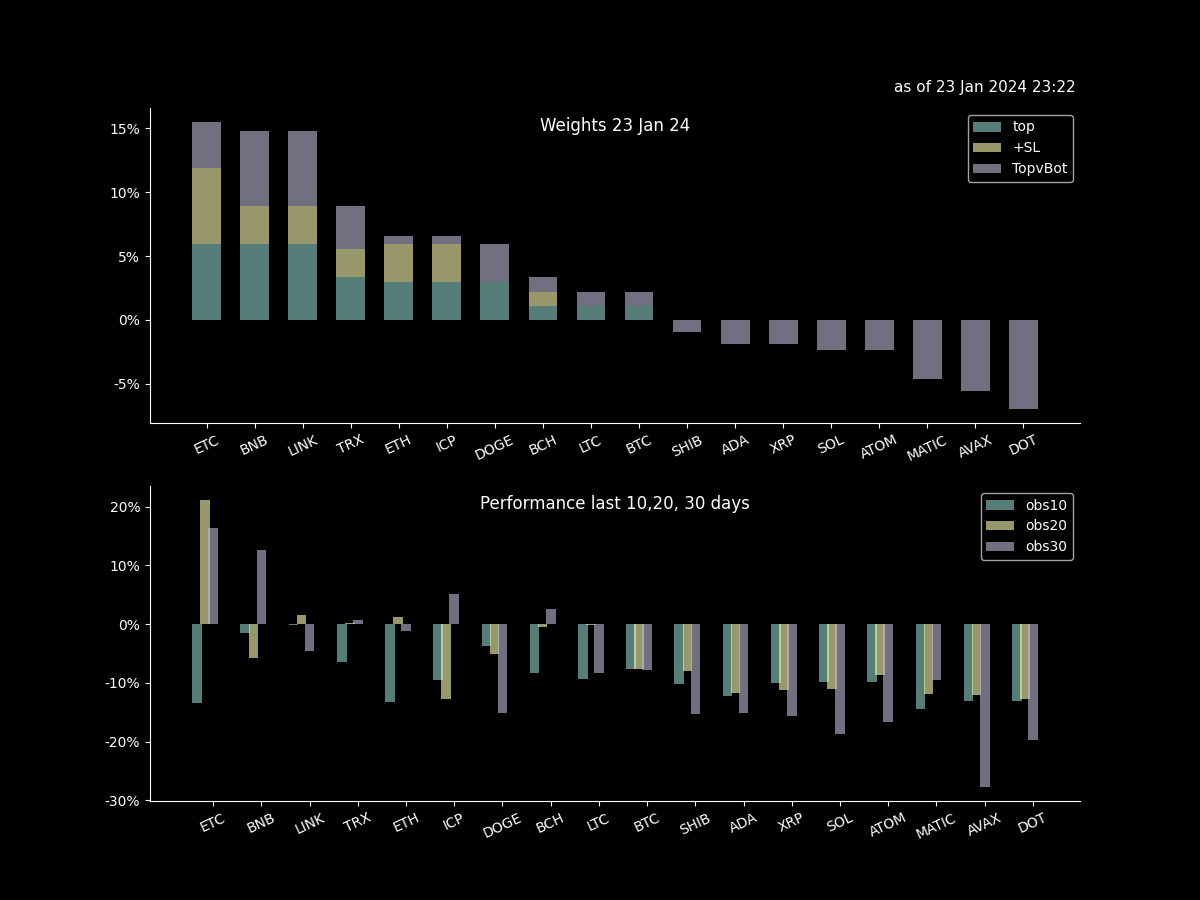 as of 23 Jan 2024 23:22
Weights 23 Jan 24
top
+SL
TopvBot
15%
10%
5%
0%
-5%
ETC BNB LINK TRX ETH ICP DOGE BCH LTC BTC SHIB ADA XRP SOL ATOM MATIC AVAX DOT
Performance last 10,20, 30 days
obs10
obs20
obs30
20%
10%
0%
-10%
-20%
-30%
ETC BNB LINK TRX ETH ICP DOGE BCH LTC BTC SHIB ADA XRP SOL ATOM MATIC AVAX DOT